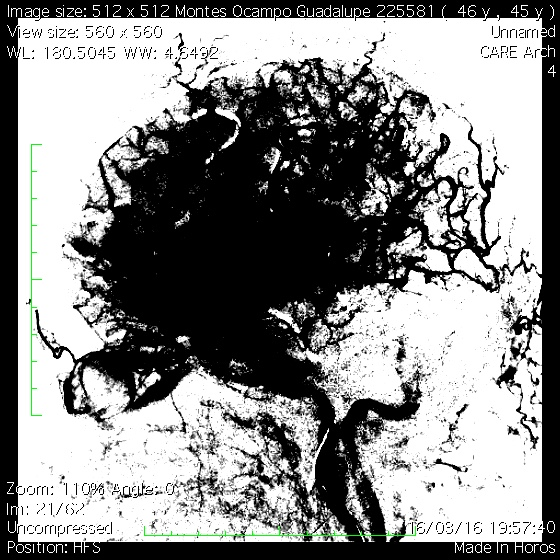 Image size: 512 x 512 Montes Ocampo Guadalupe 225581 ( 46 y , 45 y )
View size: 560 x 560 Unnamed
WL: 180.5045 WW: 4.6492 CARE Arch
4
Zoom: 110% Angle: 0
Im: 21/62
Uncompressed 16/03/16 19:57:40
Position: HFS Made In Horos